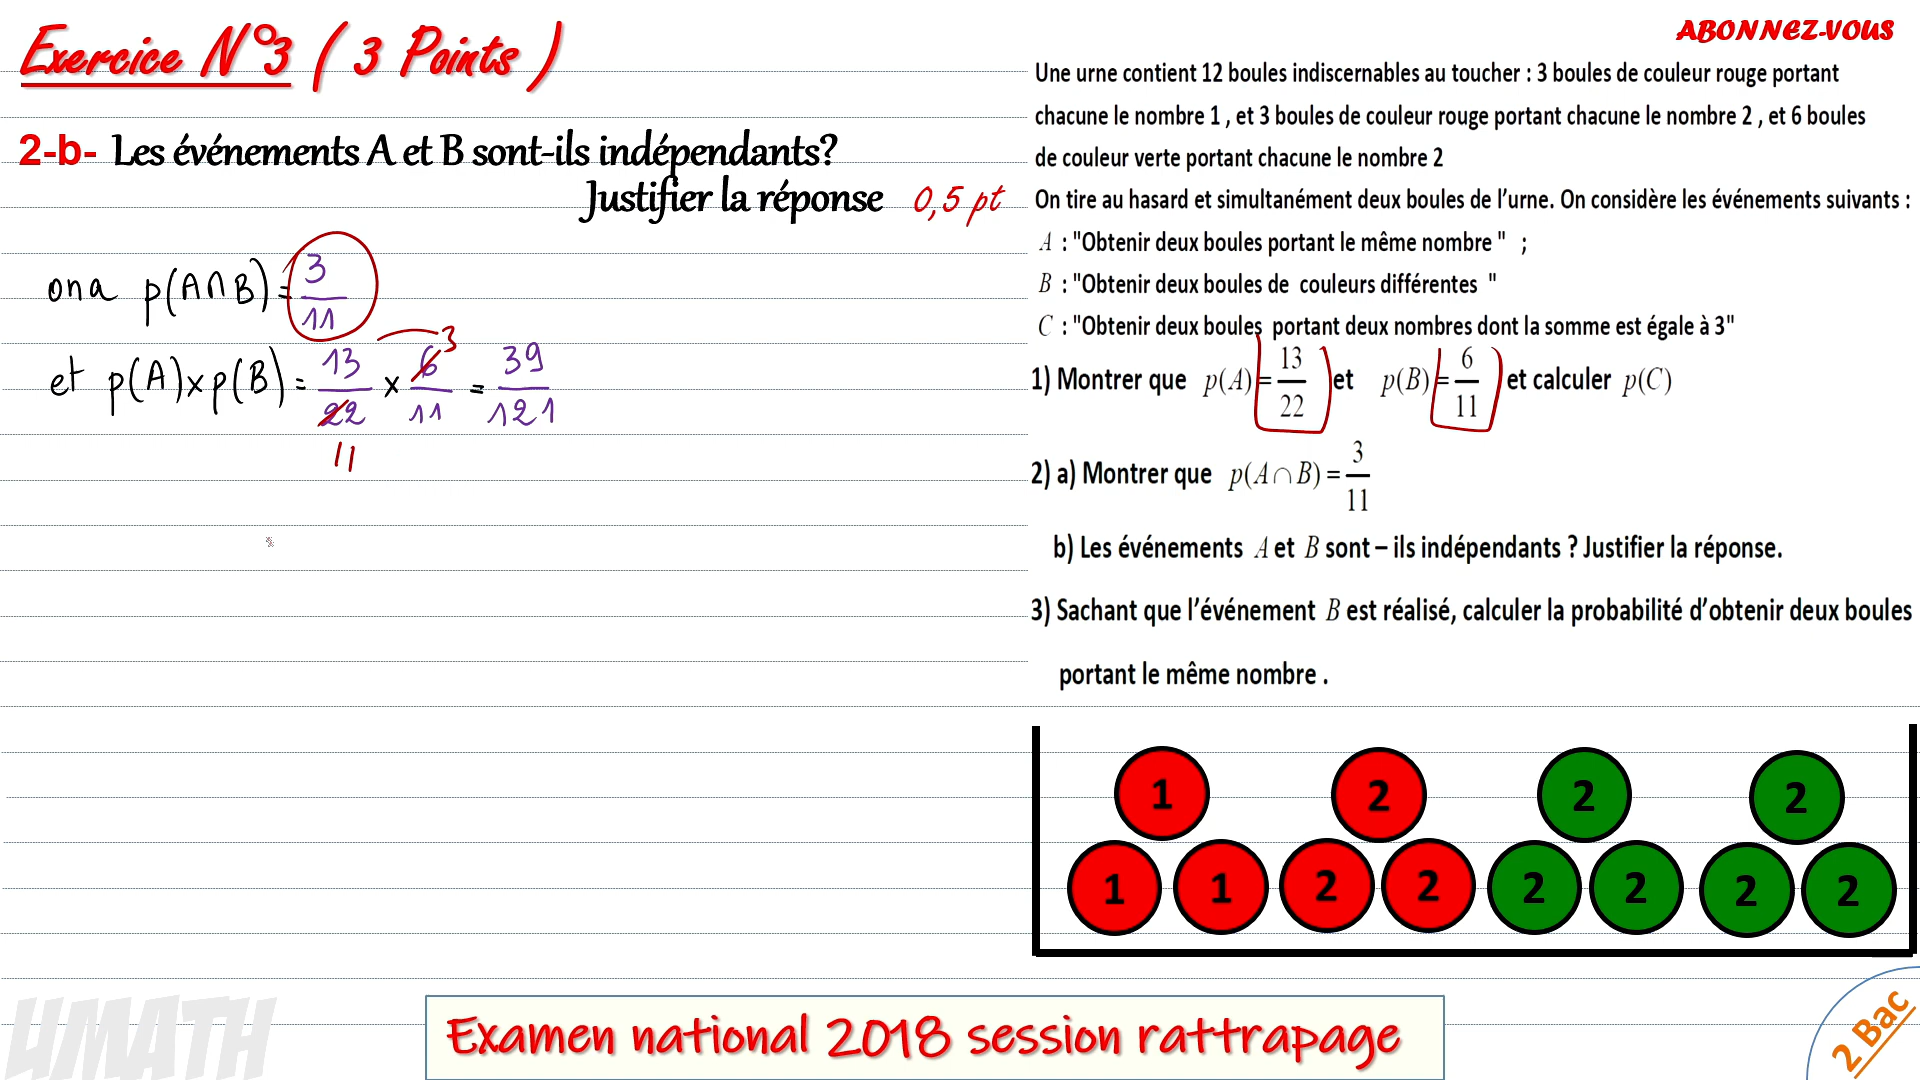 Exercice N°3 ( 3 Points )
2-b- Les événements A et B sont-ils indépendants?
Justifier la réponse 0,5 pt
on a p(A∩B) = 3/11
et p(A)×p(B) = 13/22 × 6/11 = 39/121
3
11
ABONNEZ-VOUS
Une urne contient 12 boules indiscernables au toucher : 3 boules de couleur rouge portant
chacune le nombre 1 , et 3 boules de couleur rouge portant chacune le nombre 2 , et 6 boules
de couleur verte portant chacune le nombre 2
On tire au hasard et simultanément deux boules de l'urne. On considère les événements suivants :
A : "Obtenir deux boules portant le même nombre " ;
B : "Obtenir deux boules de couleurs différentes "
C : "Obtenir deux boules portant deux nombres dont la somme est égale à 3"
1) Montrer que p(A) = 13/22 et p(B) = 6/11 et calculer p(C)
2) a) Montrer que p(A∩B) = 3/11
b) Les événements A et B sont – ils indépendants ? Justifier la réponse.
3) Sachant que l'événement B est réalisé, calculer la probabilité d'obtenir deux boules
portant le même nombre .
1 2 2 2
1 1 2 2 2 2 2 2
UMATH
Examen national 2018 session rattrapage
2 Bac